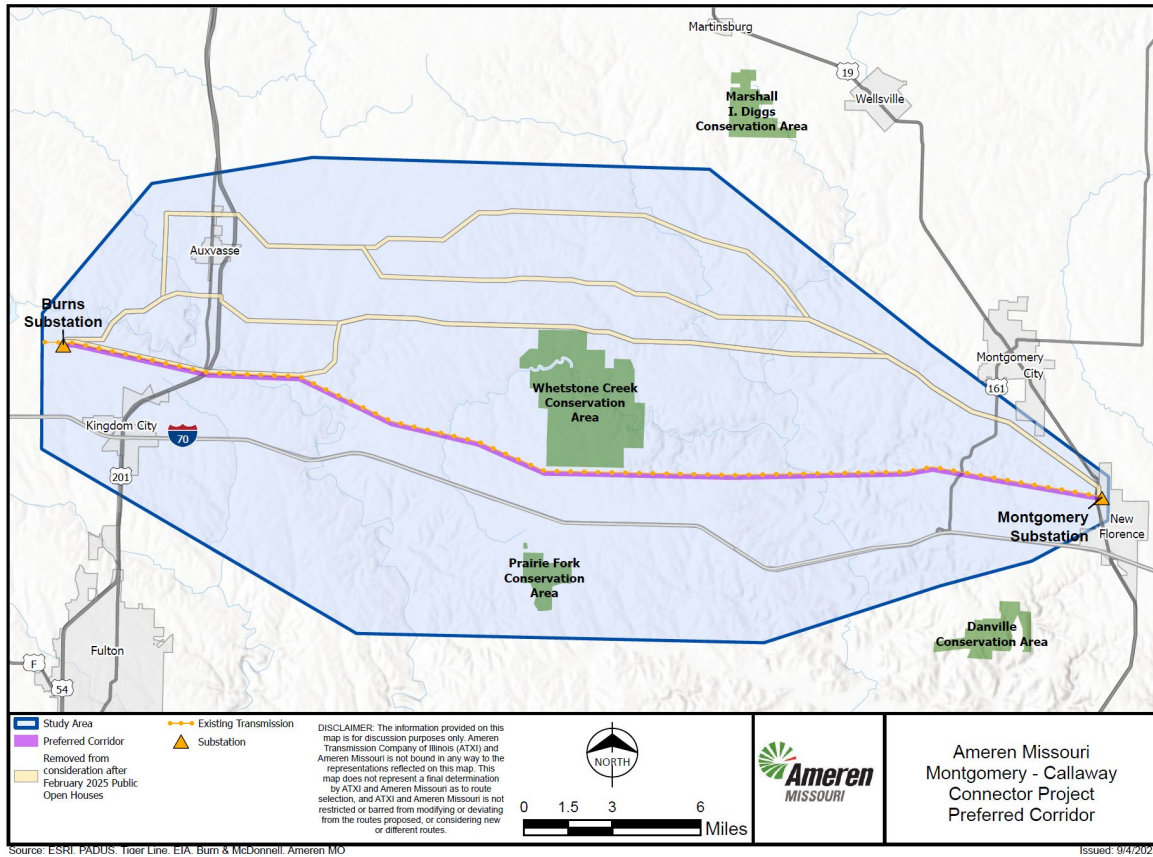 Martinsburg
19
Wellsville
Marshall
I. Diggs
Conservation Area
Auxvasse
Burns
Substation
Montgomery
City
161
Whetstone Creek
Conservation
Area
Kingdom City
70
201
Montgomery
Substation
New
Florence
Prairie Fork
Conservation
Area
Danville
Conservation Area
Fulton
F
54
Study Area
Preferred Corridor
Removed from
consideration after
February 2025 Public
Open Houses
Existing Transmission
Substation
DISCLAIMER: The information provided on this
map is for discussion purposes only. Ameren
Transmission Company of Illinois (ATXI) and
Ameren Missouri is not bound in any way to the
representations reflected on this map. This
map does not represent a final determination
by ATXI and Ameren Missouri as to route
selection, and ATXI and Ameren Missouri is not
restricted or barred from modifying or deviating
from the routes proposed, or considering new
or different routes.
NORTH
0 1.5 3 6
Miles
Ameren
MISSOURI
Ameren Missouri
Montgomery - Callaway
Connector Project
Preferred Corridor
Source: ESRI, PADUS, Tiger Line, EIA, Burn & McDonnell, Ameren MO
Issued: 9/4/202